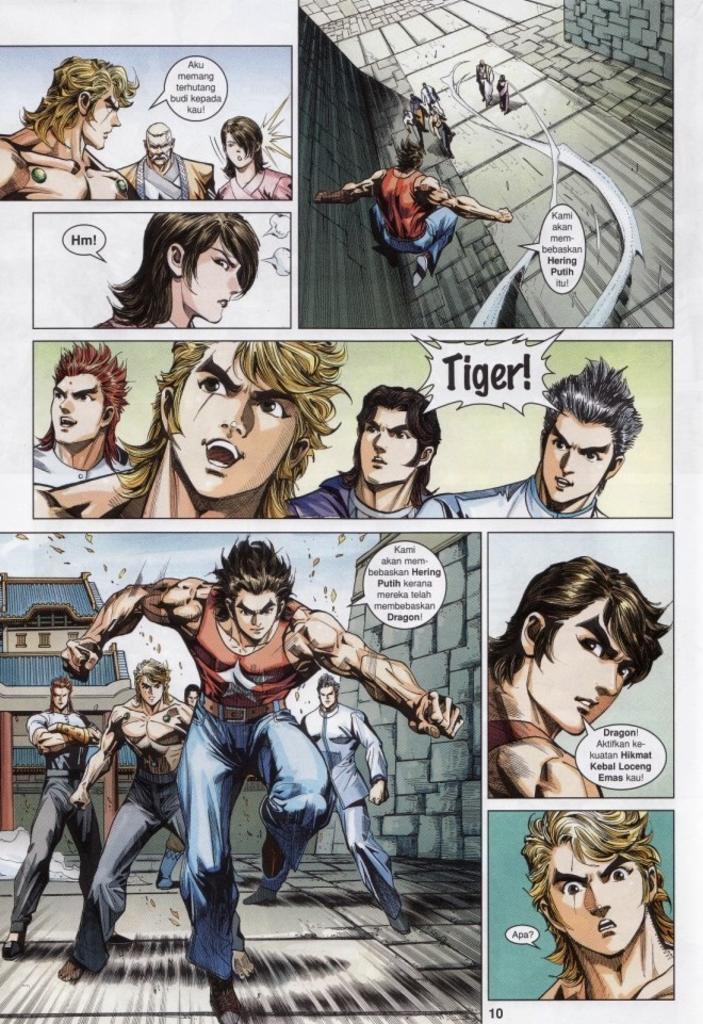 Aku
memang
terhutang
budi kepada
kau!
Hm!
Kami
akan
mem-
bebaskan
Hering
Putih
itu!
Tiger!
Kami
akan mem-
bebaskan Hering
Putih kerana
mereka telah
membebaskan
Dragon!
Dragon!
Aktifkan ke-
kuatan Hikmat
Kebal Loceng
Emas kau!
Apa?
10